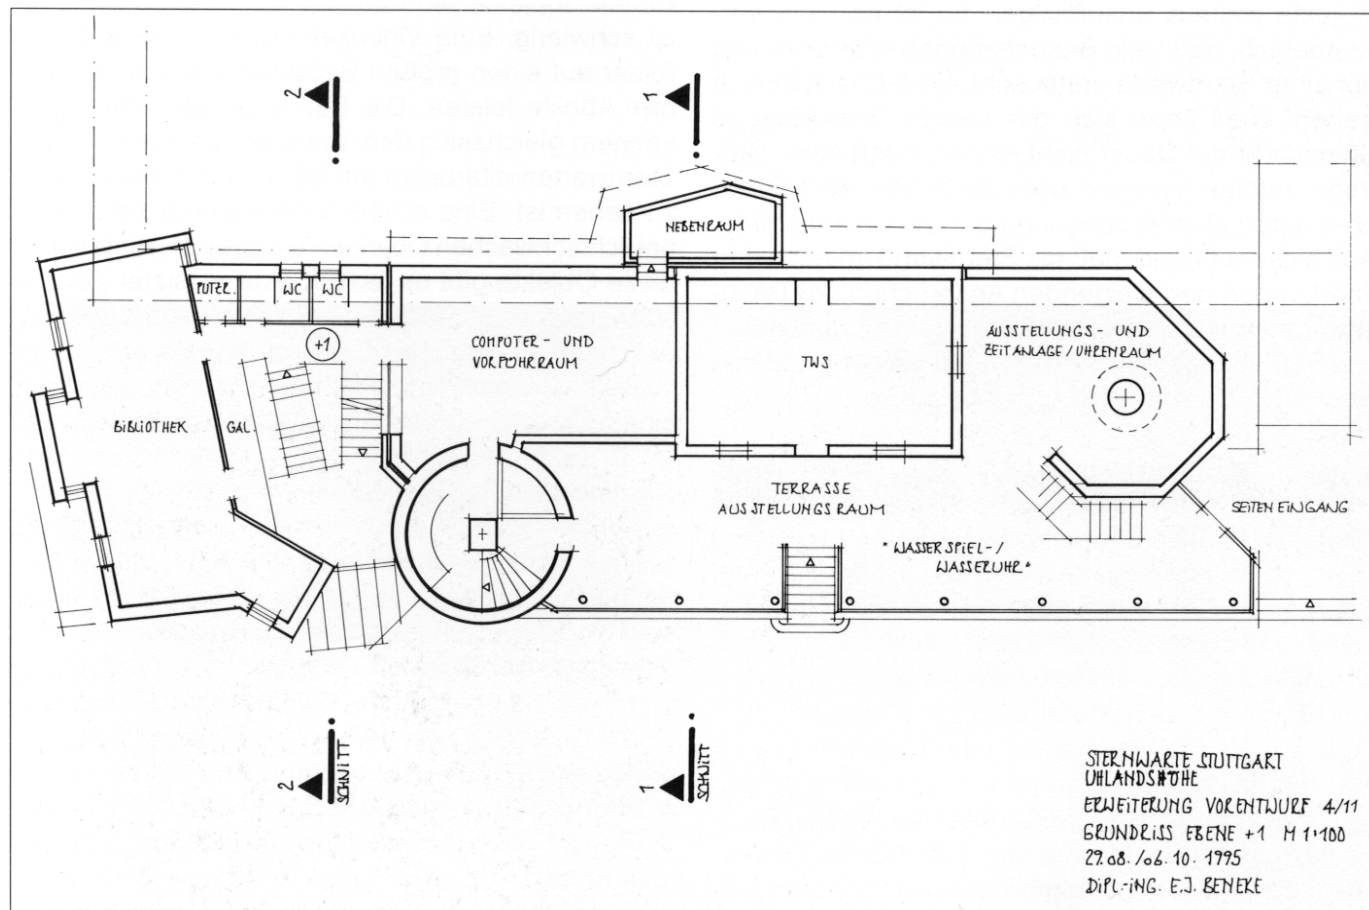 2
1
NEBENRAUM
PUTZR.
WC
WC
+1
COMPUTER- UND
VORFÜHRRAUM
TWS
AUSSTELLUNGS- UND
ZEITANLAGE/UHRENRAUM
BIBLIOTHEK
GAL.
TERRASSE
AUSSTELLUNGSRAUM
SEITENEINGANG
"WASSERSPIEL-/
WASSERUHR"
2
SCHNITT
1
SCHNITT
STERNWARTE STUTTGART
UHLANDSHÖHE
ERWEITERUNG VORENTWURF 4/11
GRUNDRISS EBENE +1 M 1:100
29.08./06.10.1995
DIPL.-ING. E.J. BENEKE